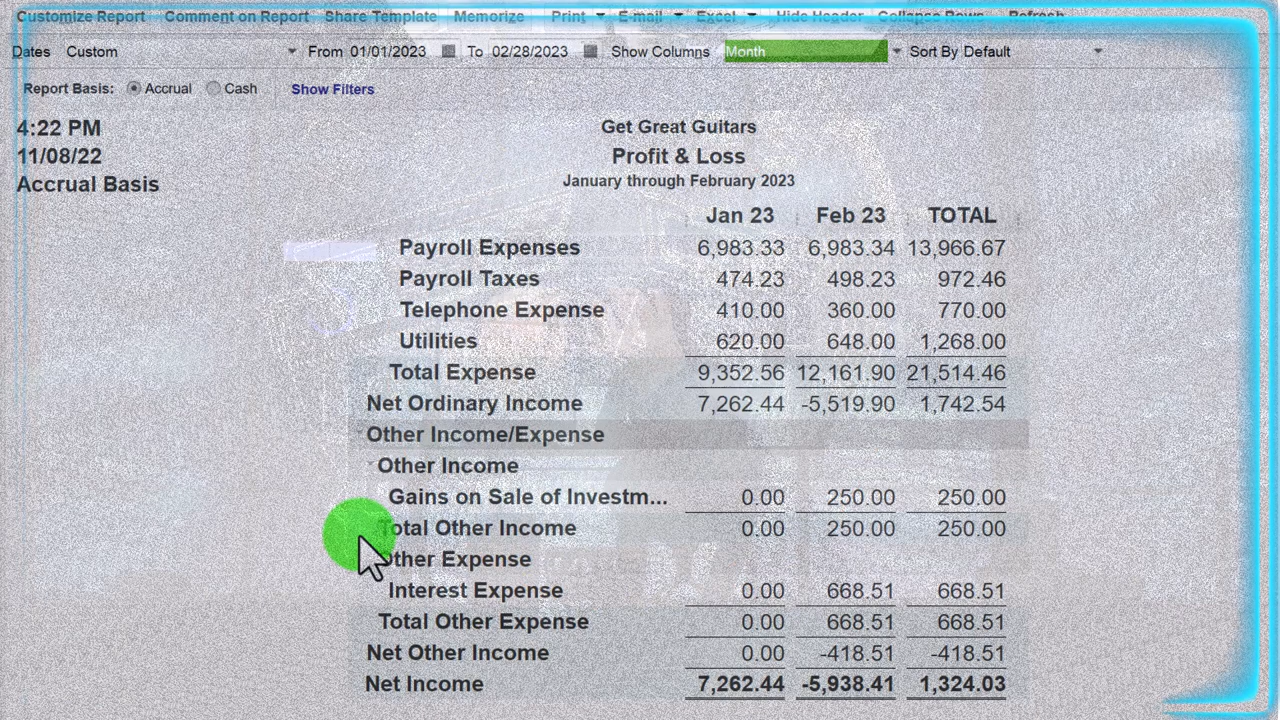 Customize Report Comment on Report Share Template Memorize Print E-mail Excel Hide Header Collapse Rows Refresh
Dates Custom From 01/01/2023 To 02/28/2023 Show Columns Month Sort By Default
Report Basis: Accrual Cash Show Filters
4:22 PM
11/08/22
Accrual Basis
Get Great Guitars
Profit & Loss
January through February 2023
Jan 23 Feb 23 TOTAL
Payroll Expenses 6,983.33 6,983.34 13,966.67
Payroll Taxes 474.23 498.23 972.46
Telephone Expense 410.00 360.00 770.00
Utilities 620.00 648.00 1,268.00
Total Expense 9,352.56 12,161.90 21,514.46
Net Ordinary Income 7,262.44 -5,519.90 1,742.54
Other Income/Expense
Other Income
Gains on Sale of Investm... 0.00 250.00 250.00
Total Other Income 0.00 250.00 250.00
Other Expense
Interest Expense 0.00 668.51 668.51
Total Other Expense 0.00 668.51 668.51
Net Other Income 0.00 -418.51 -418.51
Net Income 7,262.44 -5,938.41 1,324.03